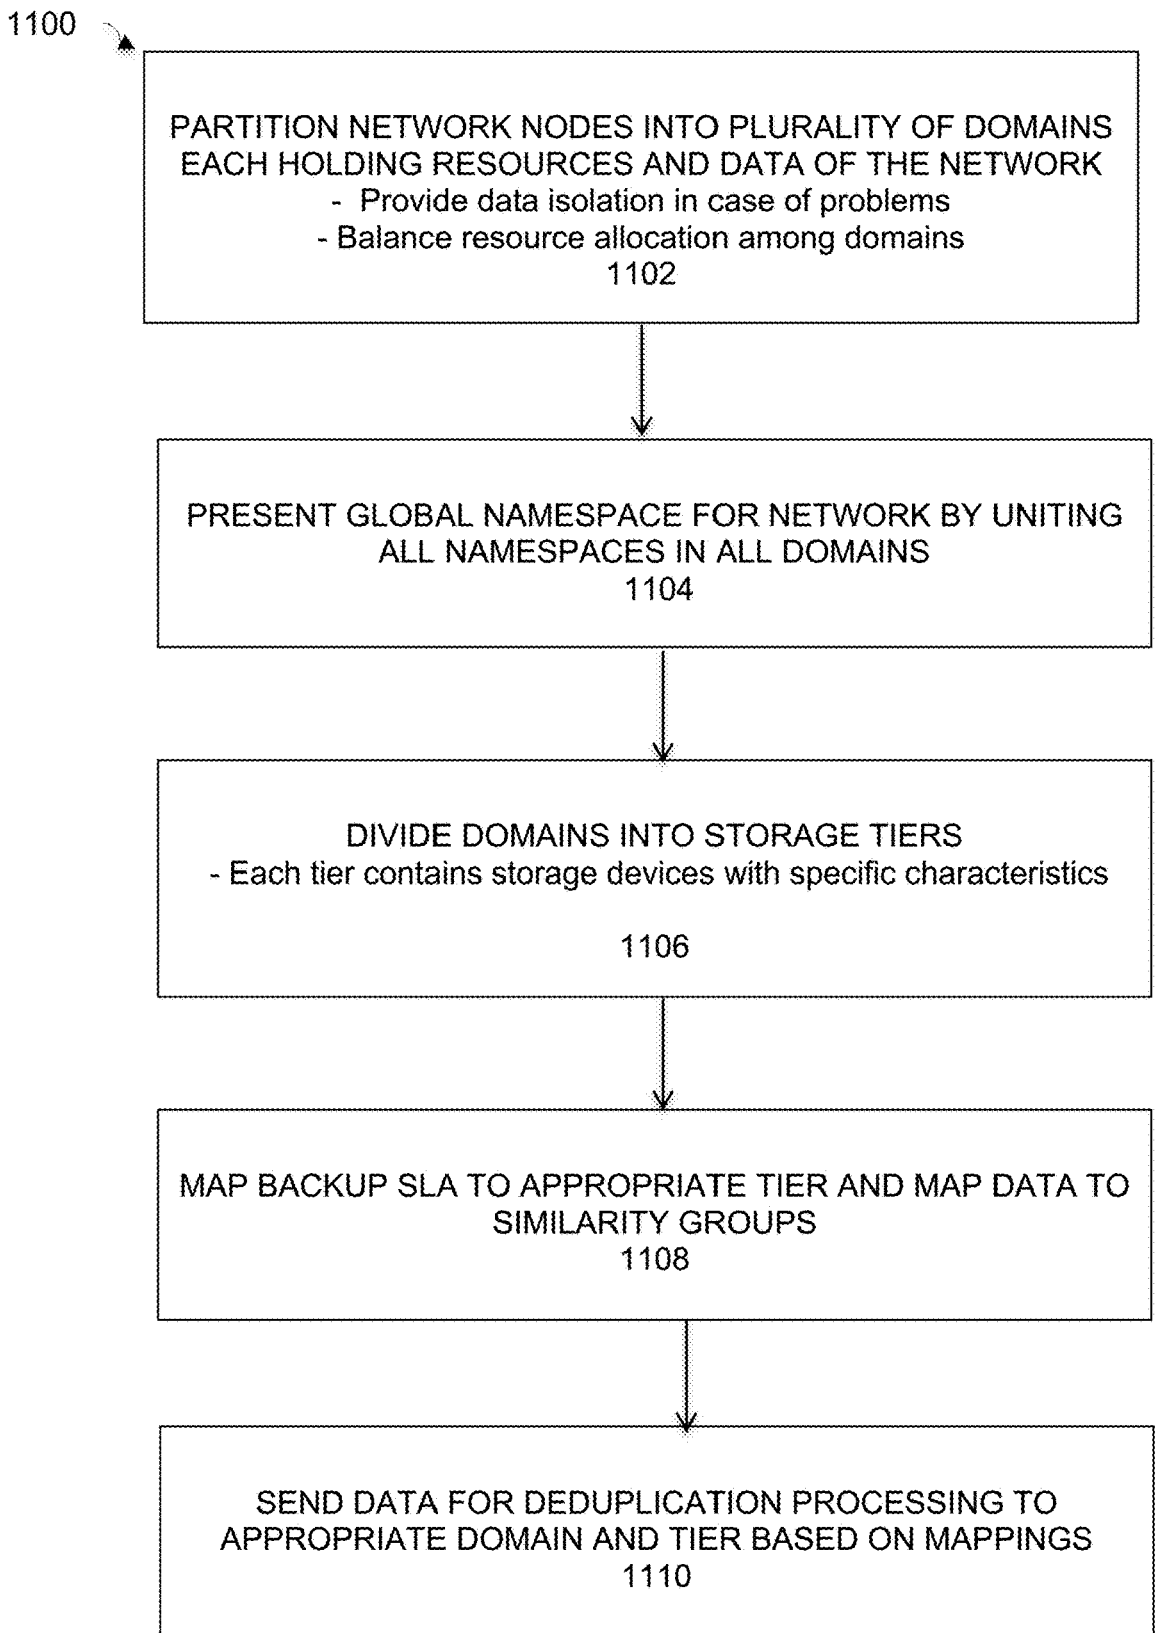 1100
PARTITION NETWORK NODES INTO PLURALITY OF DOMAINS
EACH HOLDING RESOURCES AND DATA OF THE NETWORK
- Provide data isolation in case of problems
- Balance resource allocation among domains
1102
PRESENT GLOBAL NAMESPACE FOR NETWORK BY UNITING
ALL NAMESPACES IN ALL DOMAINS
1104
DIVIDE DOMAINS INTO STORAGE TIERS
- Each tier contains storage devices with specific characteristics
1106
MAP BACKUP SLA TO APPROPRIATE TIER AND MAP DATA TO
SIMILARITY GROUPS
1108
SEND DATA FOR DEDUPLICATION PROCESSING TO
APPROPRIATE DOMAIN AND TIER BASED ON MAPPINGS
1110